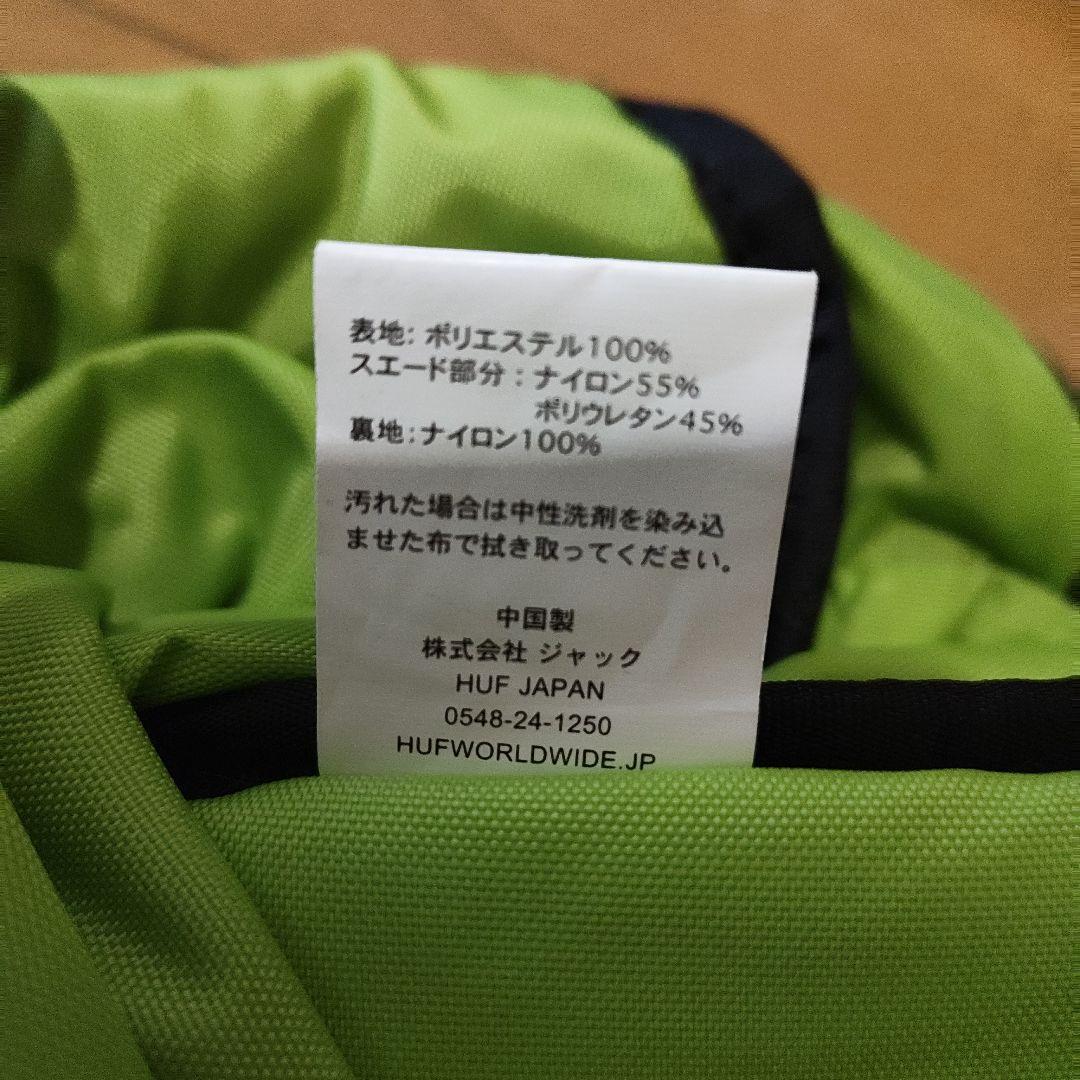 表地: ポリエステル100%
スエード部分 : ナイロン55%
ポリウレタン45%
裏地:ナイロン100%
汚れた場合は中性洗剤を染み込
ませた布で拭き取ってください。
中国製
株式会社 ジャック
HUF JAPAN
0548-24-1250
HUFWORLDWIDE.JP